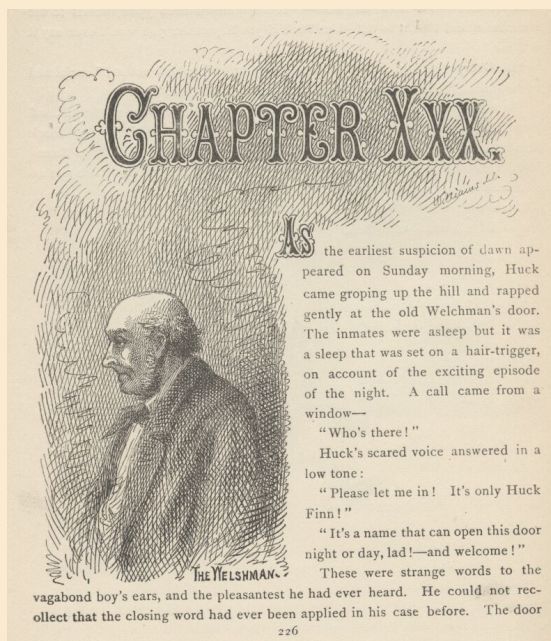 CHAPTER XXX.
Williams del.
As the earliest suspicion of dawn ap-
peared on Sunday morning, Huck
came groping up the hill and rapped
gently at the old Welchman's door.
The inmates were asleep but it was
a sleep that was set on a hair-trigger,
on account of the exciting episode
of the night. A call came from a
window—
"Who's there!"
Huck's scared voice answered in a
low tone:
"Please let me in! It's only Huck
Finn!"
"It's a name that can open this door
night or day, lad!—and welcome!"
These were strange words to the
THE WELSHMAN.
vagabond boy's ears, and the pleasantest he had ever heard. He could not rec-
ollect that the closing word had ever been applied in his case before. The door
226